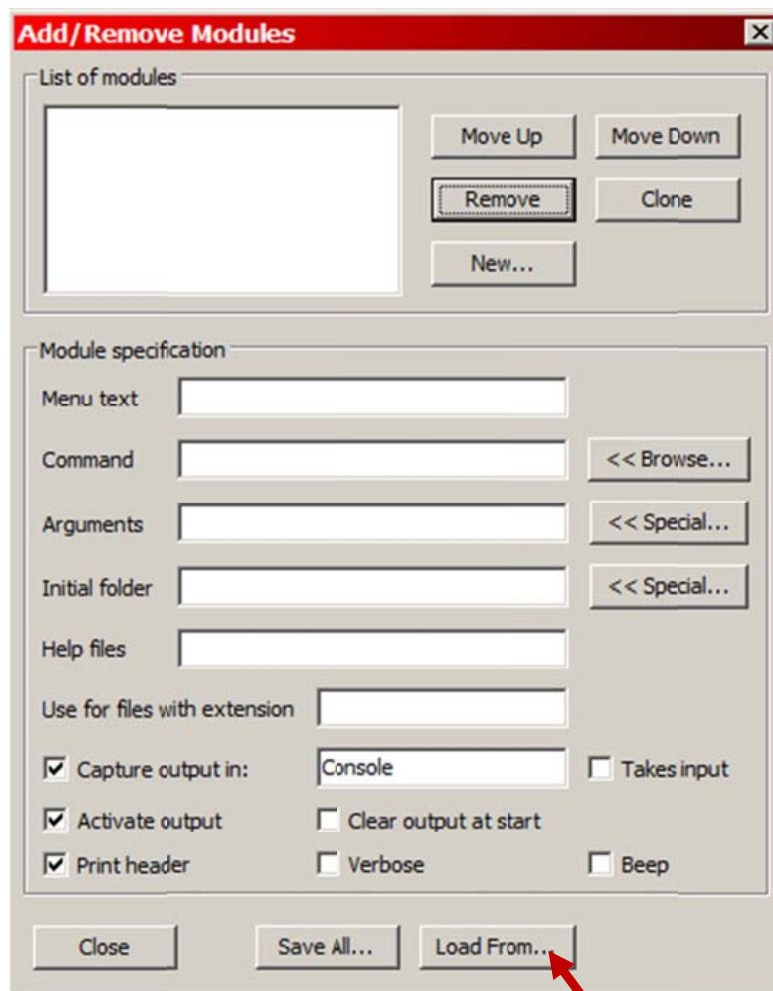 Add/Remove Modules
List of modules
Move Up
Move Down
Remove
Clone
New...
Module specification
Menu text
Command
<< Browse...
Arguments
<< Special...
Initial folder
<< Special...
Help files
Use for files with extension
Capture output in:
Console
Takes input
Activate output
Clear output at start
Print header
Verbose
Beep
Close
Save All...
Load From...